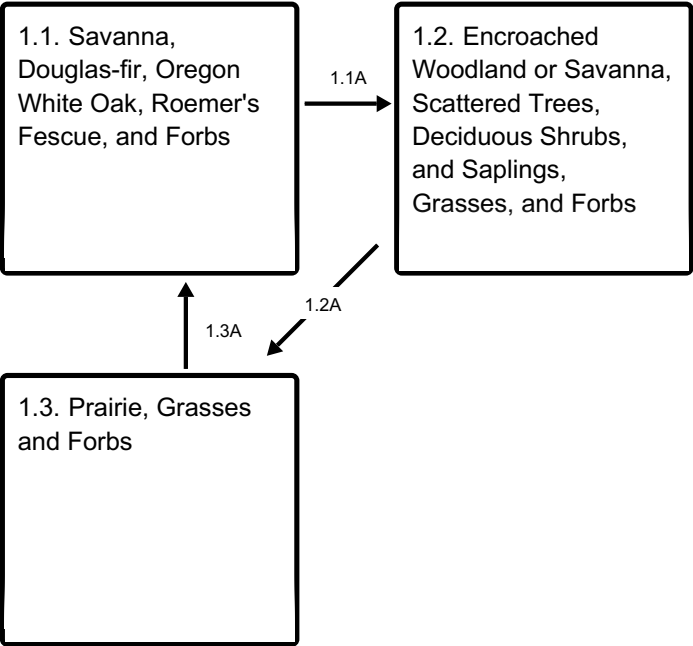 1.1. Savanna,
Douglas-fir, Oregon
White Oak, Roemer's
Fescue, and Forbs
1.1A
1.2. Encroached
Woodland or Savanna,
Scattered Trees,
Deciduous Shrubs,
and Saplings,
Grasses, and Forbs
1.2A
1.3A
1.3. Prairie, Grasses
and Forbs